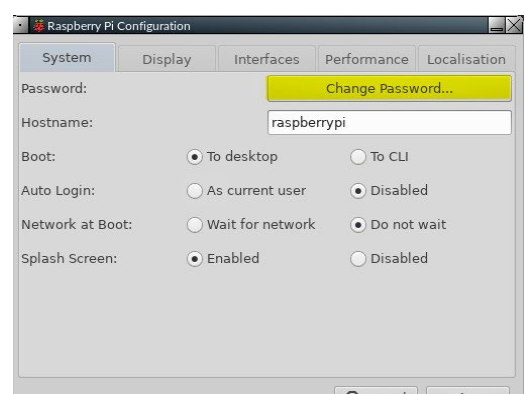 Raspberry Pi Configuration
System Display Interfaces Performance Localisation
Password: Change Password...
Hostname: raspberrypi
Boot: To desktop To CLI
Auto Login: As current user Disabled
Network at Boot: Wait for network Do not wait
Splash Screen: Enabled Disabled